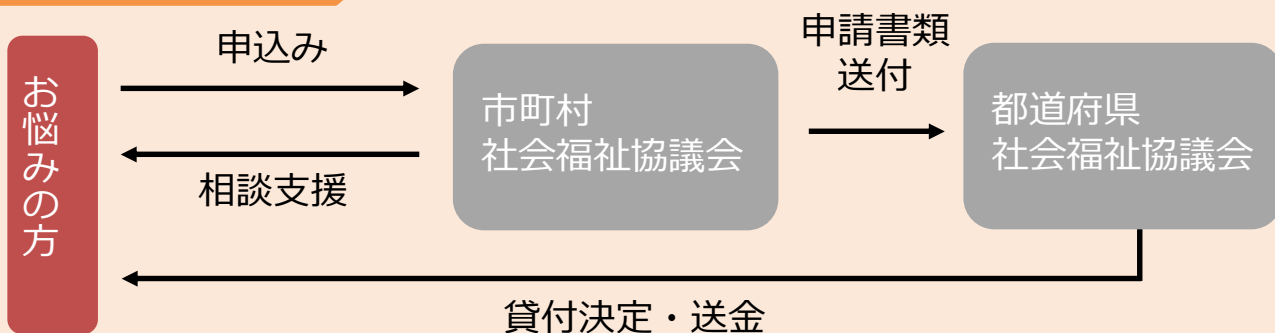 お悩みの方
申込み
相談支援
市町村
社会福祉協議会
申請書類
送付
都道府県
社会福祉協議会
貸付決定・送金